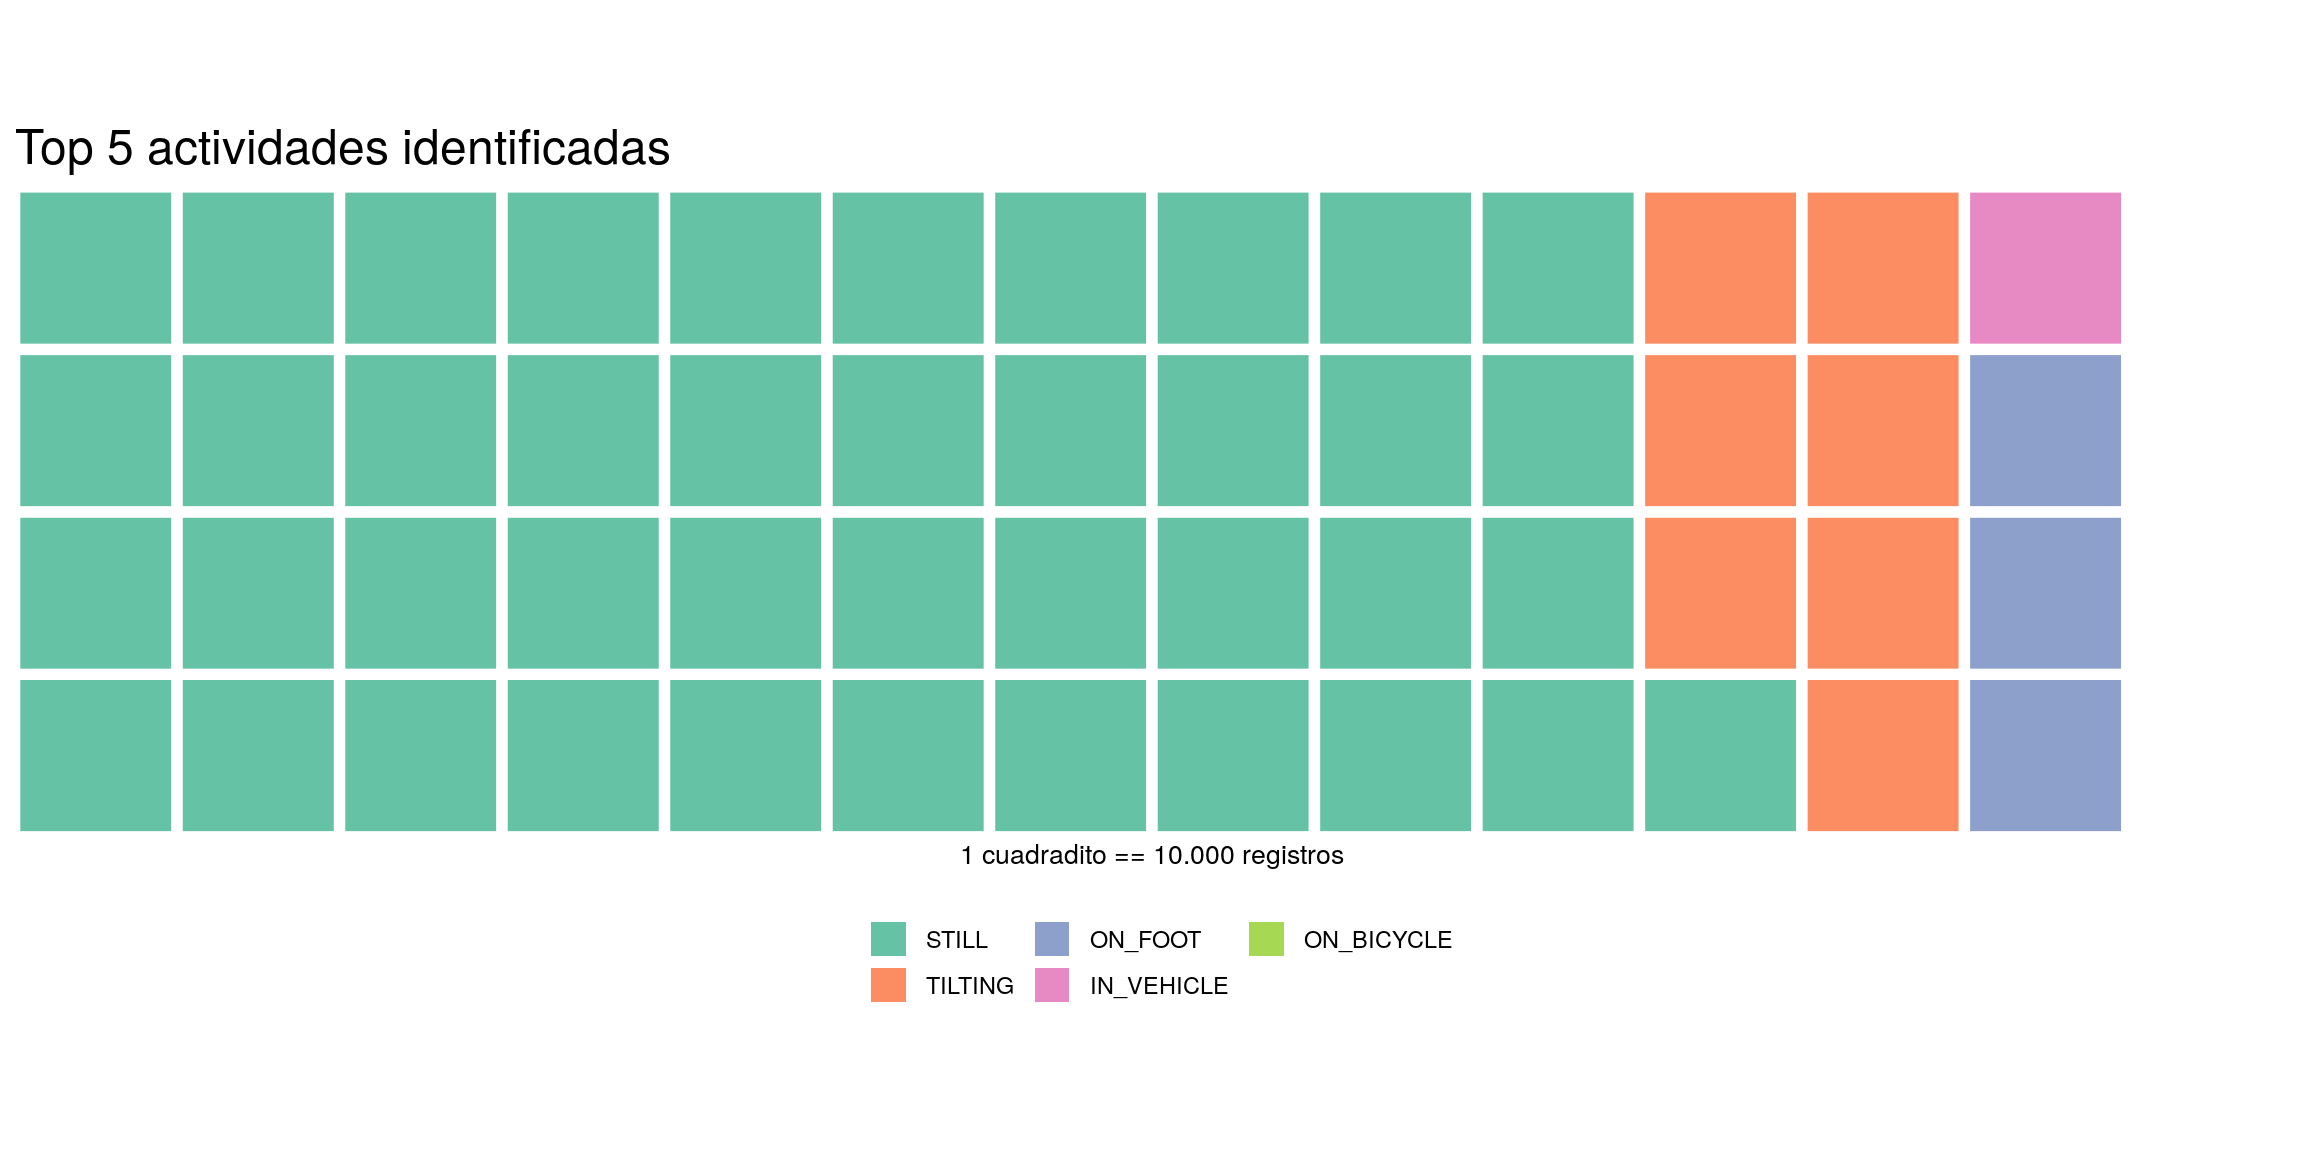 Top 5 actividades identificadas
1 cuadradito == 10.000 registros
STILL ON_FOOT ON_BICYCLE
TILTING IN_VEHICLE